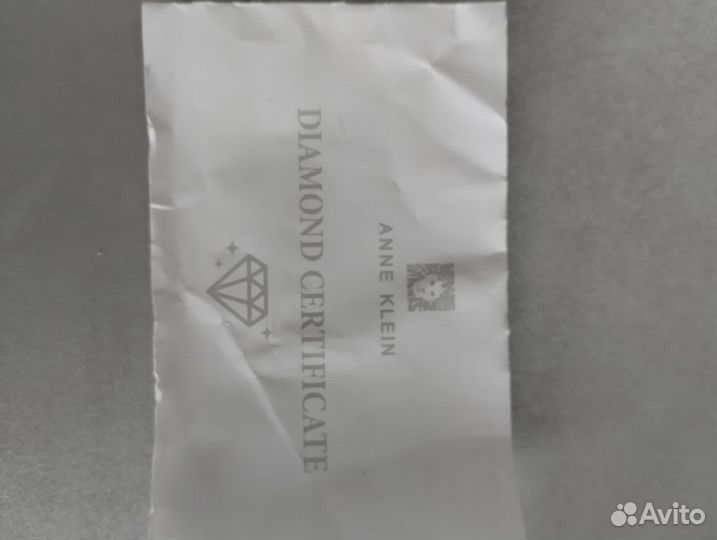 ANNE KLEIN
DIAMOND CERTIFICATE
Avito